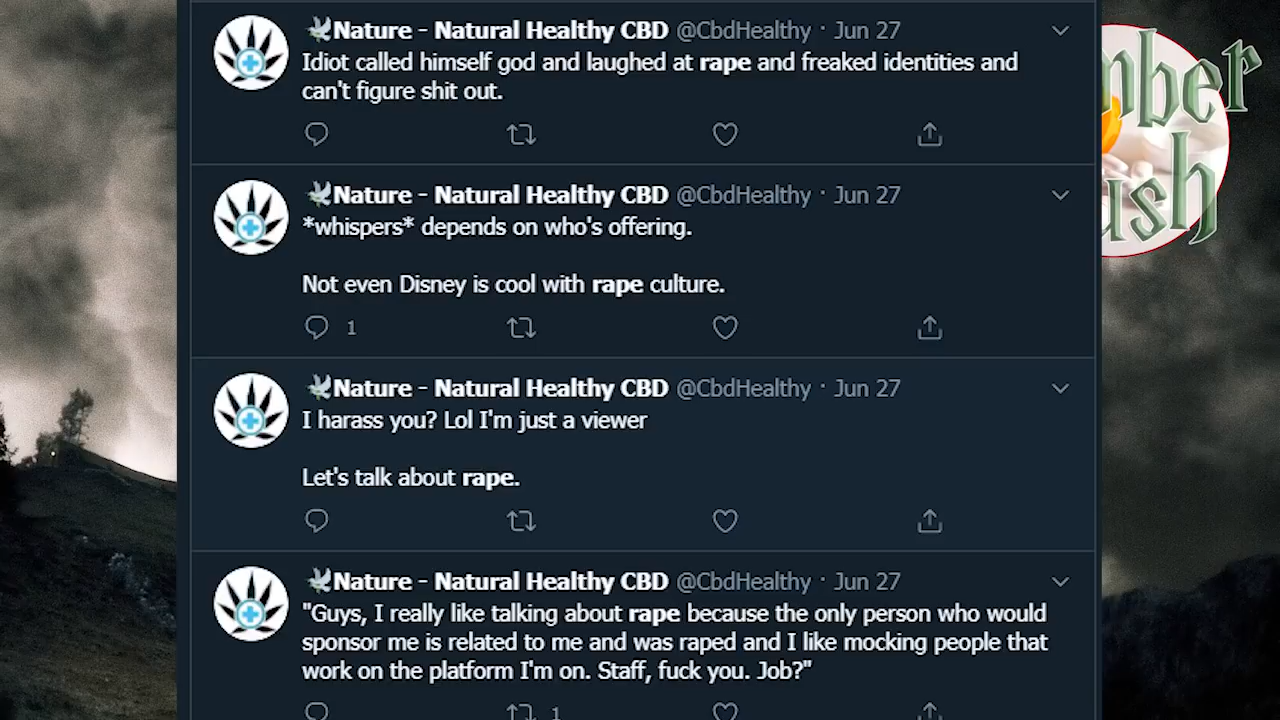 Nature - Natural Healthy CBD @CbdHealthy · Jun 27
Idiot called himself god and laughed at rape and freaked identities and
can't figure shit out.
Nature - Natural Healthy CBD @CbdHealthy · Jun 27
*whispers* depends on who's offering.
Not even Disney is cool with rape culture.
1
Nature - Natural Healthy CBD @CbdHealthy · Jun 27
I harass you? Lol I'm just a viewer
Let's talk about rape.
Nature - Natural Healthy CBD @CbdHealthy · Jun 27
"Guys, I really like talking about rape because the only person who would
sponsor me is related to me and was raped and I like mocking people that
work on the platform I'm on. Staff, fuck you. Job?"
1
mber
ush